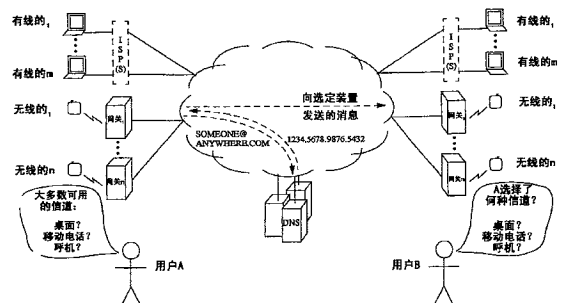 有线的₁
有线的m
无线的₁
无线的n
ISP(S)
网关₁
网关n
向选定装置
发送的消息
SOMEONE@
ANYWHERE.COM
1234.5678.9876.5432
DNS
有线的₁
有线的m
无线的₁
无线的n
ISP(S)
网关₁
网关n
大多数可用
的信道:
桌面?
移动电话?
呼机?
用户A
A选择了
何种信道?
桌面?
移动电话?
呼机?
用户B